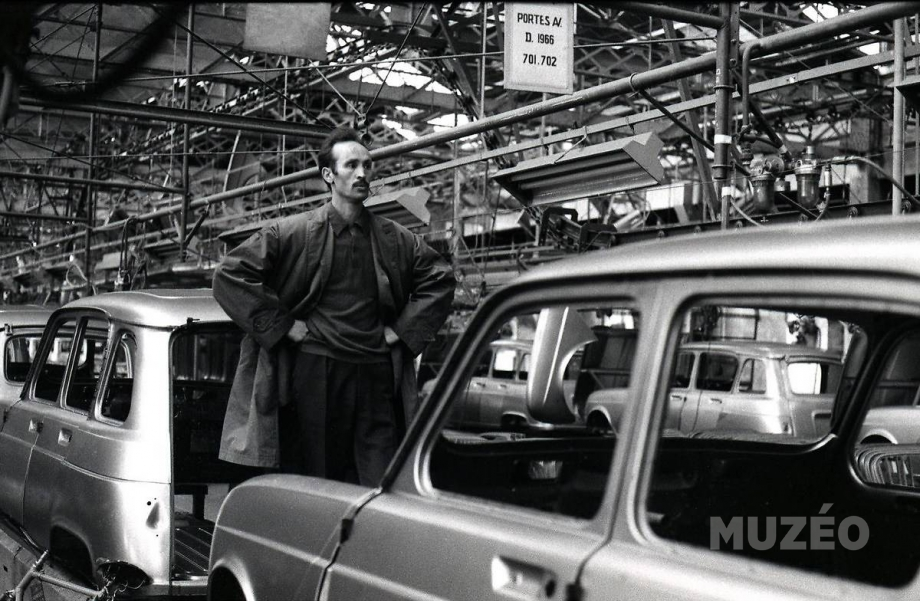 PORTES AV.
D. 1966
701.702
MUZÉO